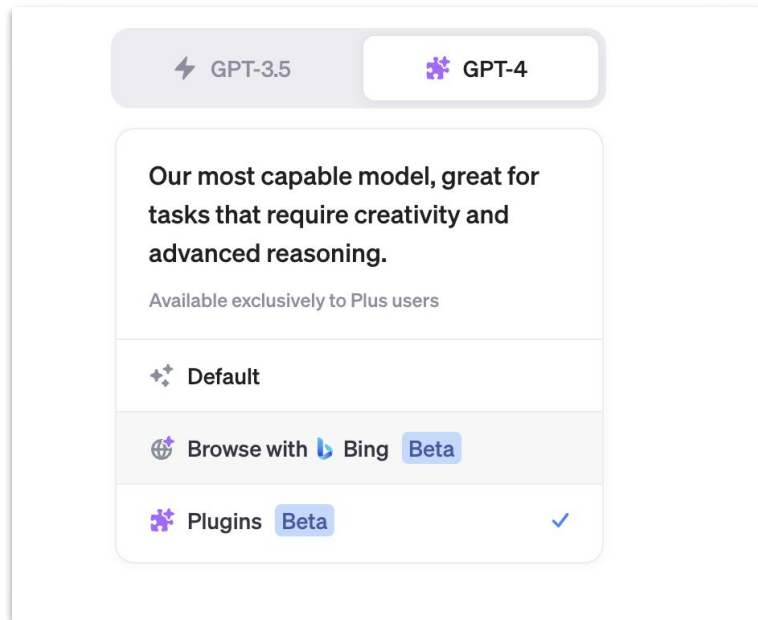 GPT-3.5
GPT-4
Our most capable model, great for
tasks that require creativity and
advanced reasoning.
Available exclusively to Plus users
Default
Browse with Bing Beta
Plugins Beta